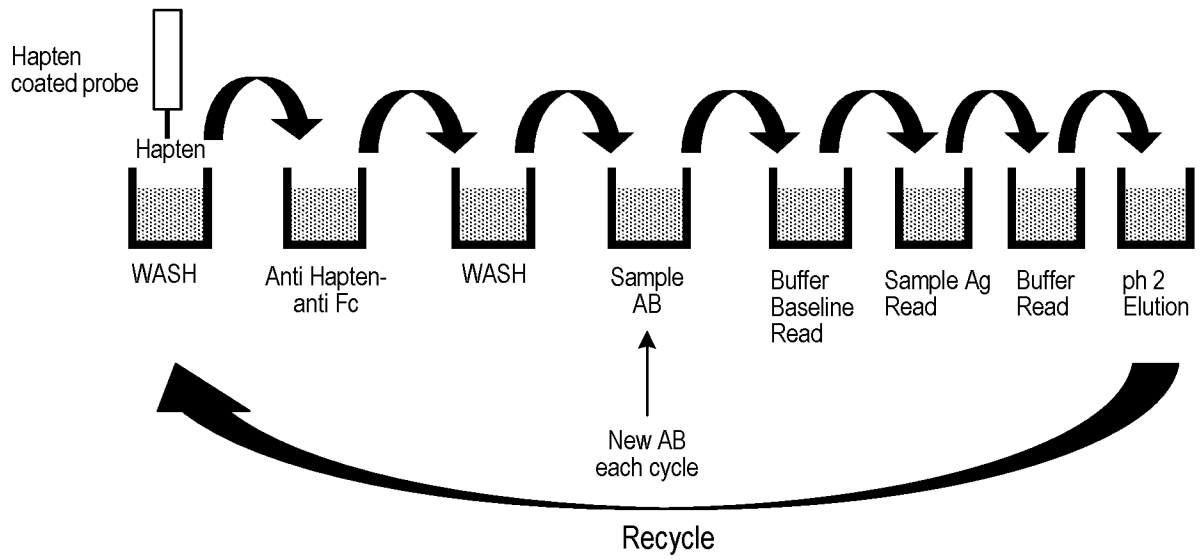 Hapten
coated probe
Hapten
WASH
Anti Hapten-
anti Fc
WASH
Sample
AB
Buffer
Baseline
Read
Sample Ag
Read
Buffer
Read
ph 2
Elution
New AB
each cycle
Recycle